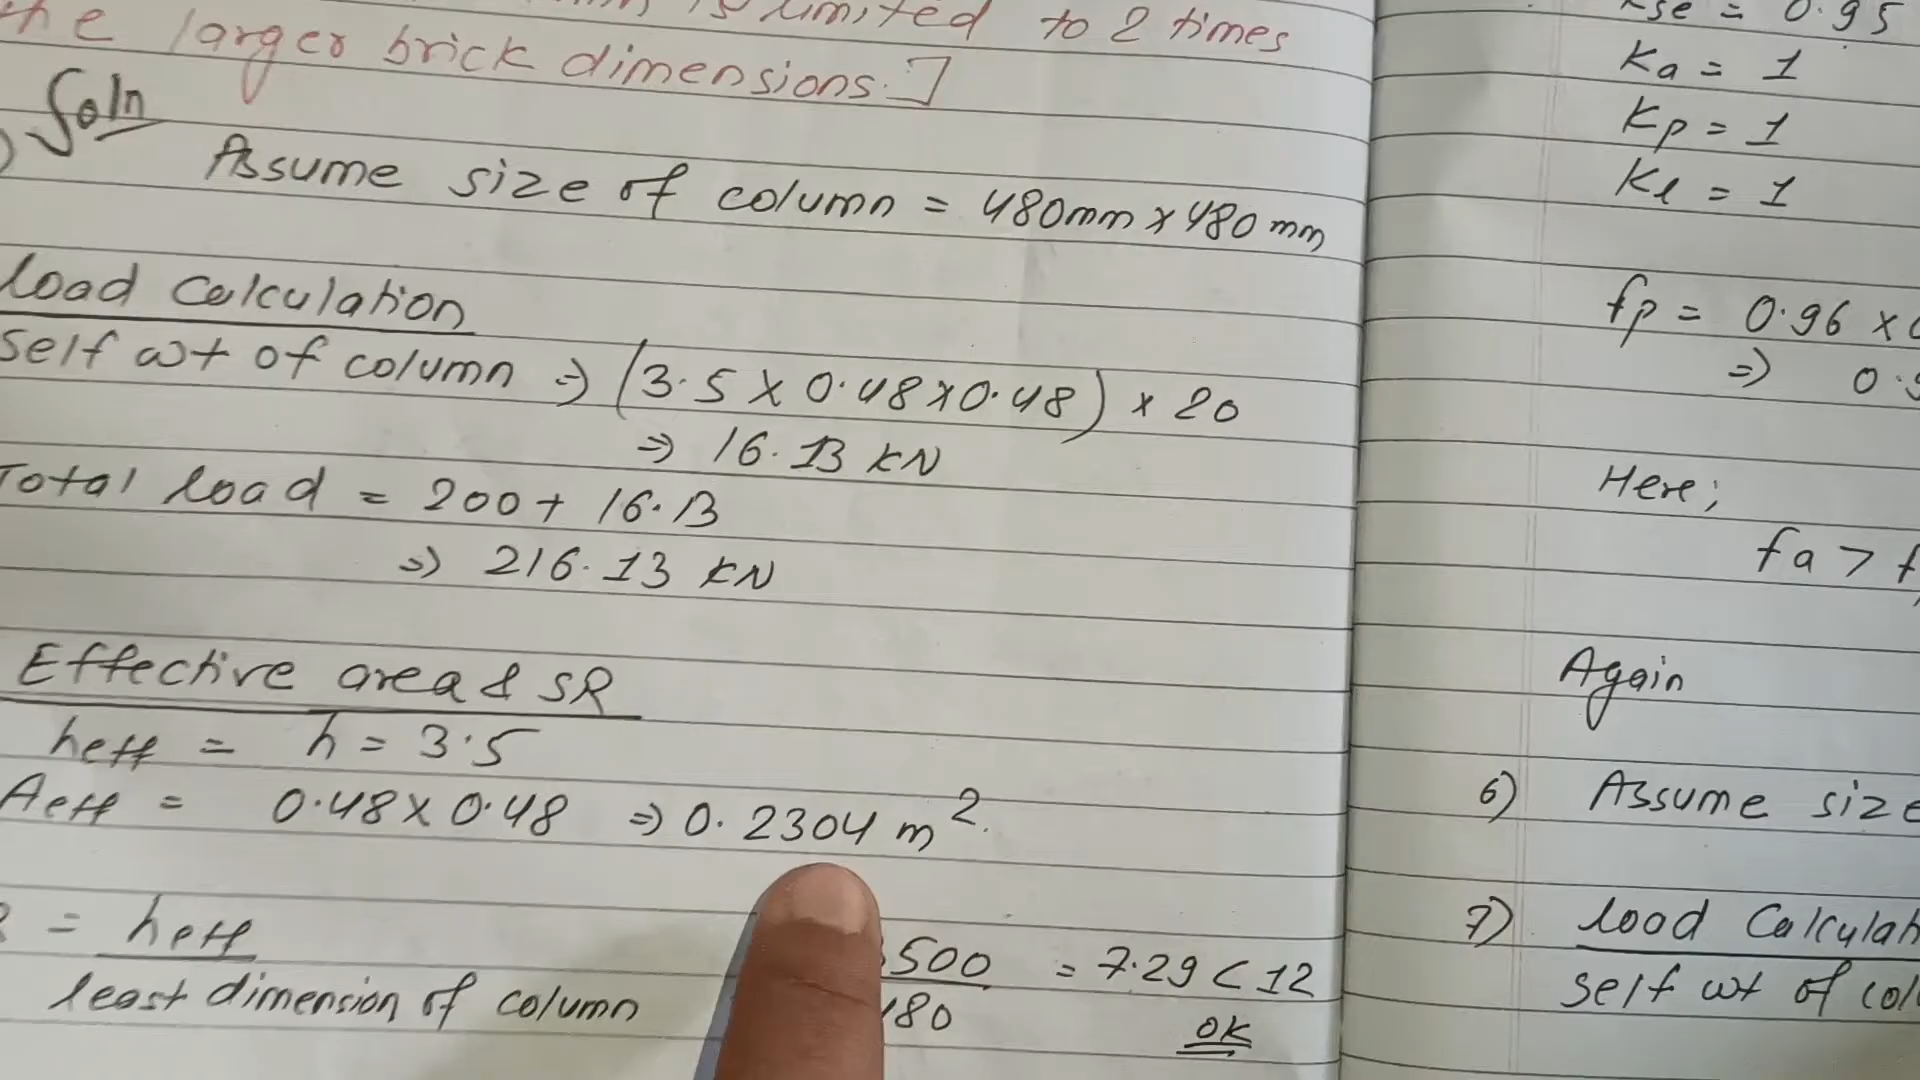 is limited to 2 times
the larger brick dimensions.]
Soln
Assume size of column = 480mm x 480 mm
Load Calculation
Self wt of column => (3.5 x 0.48 x 0.48) x 20
=> 16.13 KN
Total load = 200 + 16.13
=> 216.13 KN
Effective area & SR
heff = h = 3.5
Aeff = 0.48 x 0.48 => 0.2304 m².
= heff
least dimension of column
500
80
= 7.29 < 12
OK
= 0.95
Ka = 1
Kp = 1
Kl = 1
fp = 0.96 x
=> 0.
Here;
fa >
Again
6) Assume size
7) Load Calculat
Self wt of col